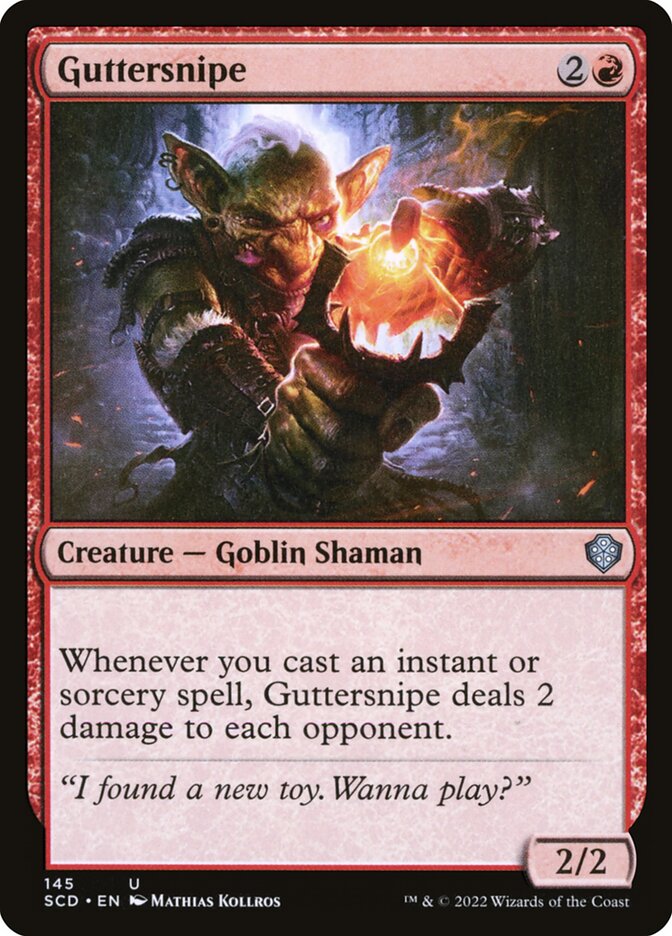 Guttersnipe 2
Creature — Goblin Shaman
Whenever you cast an instant or
sorcery spell, Guttersnipe deals 2
damage to each opponent.
“I found a new toy. Wanna play?”
2/2
145 U
SCD • EN Mathias Kollros ™ & © 2022 Wizards of the Coast